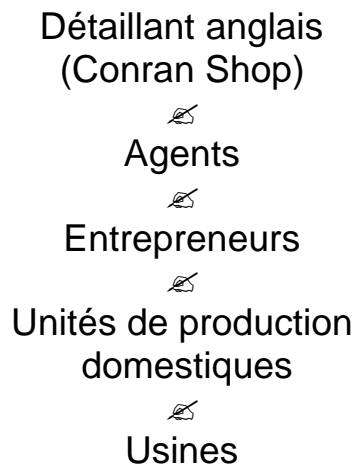 Détaillant anglais
(Conran Shop)
✍
Agents
✍
Entrepreneurs
✍
Unités de production
domestiques
✍
Usines